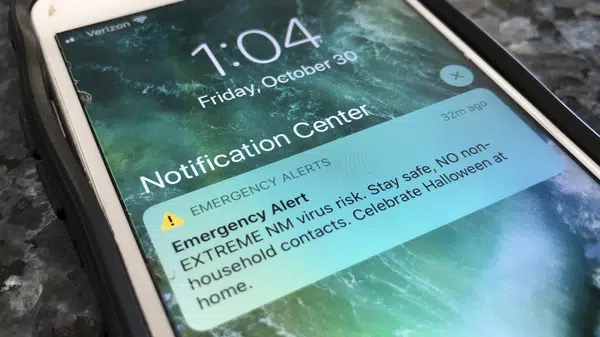 Verizon
1:04
Friday, October 30
Notification Center
EMERGENCY ALERTS
32m ago
Emergency Alert
EXTREME NM virus risk. Stay safe, NO non-
household contacts. Celebrate Halloween at
home.